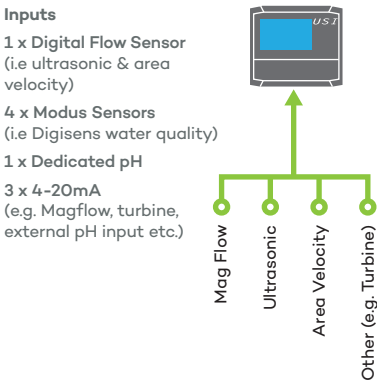 Inputs
1 x Digital Flow Sensor
(i.e ultrasonic & area
velocity)
4 x Modus Sensors
(i.e Digisens water quality)
1 x Dedicated pH
3 x 4-20mA
(e.g. Magflow, turbine,
external pH input etc.)
USI
Mag Flow
Ultrasonic
Area Velocity
Other (e.g. Turbine)